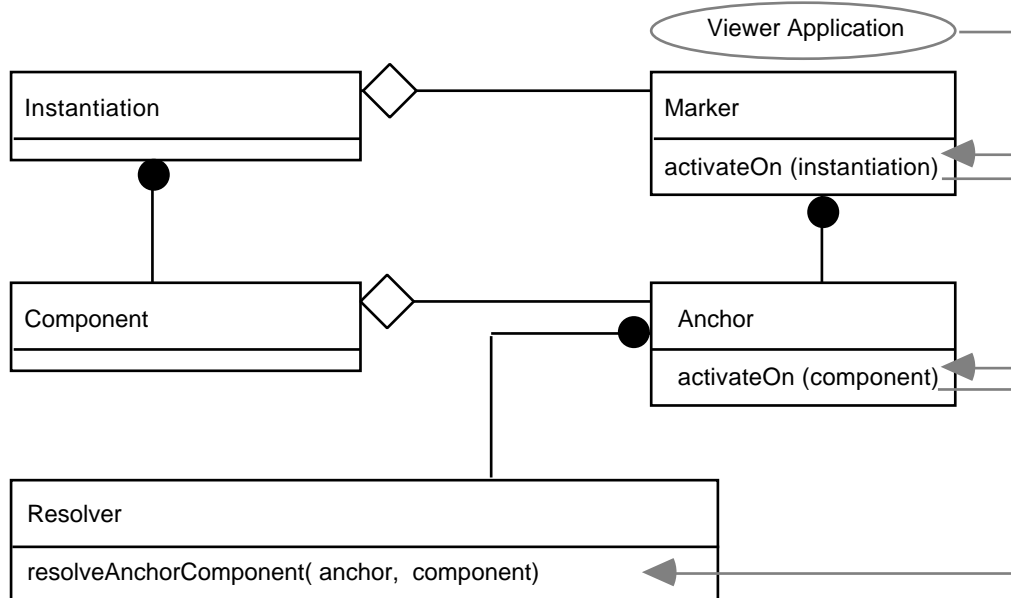 Viewer Application
Instantiation
Marker
activateOn (instantiation)
Component
Anchor
activateOn (component)
Resolver
resolveAnchorComponent( anchor,  component)